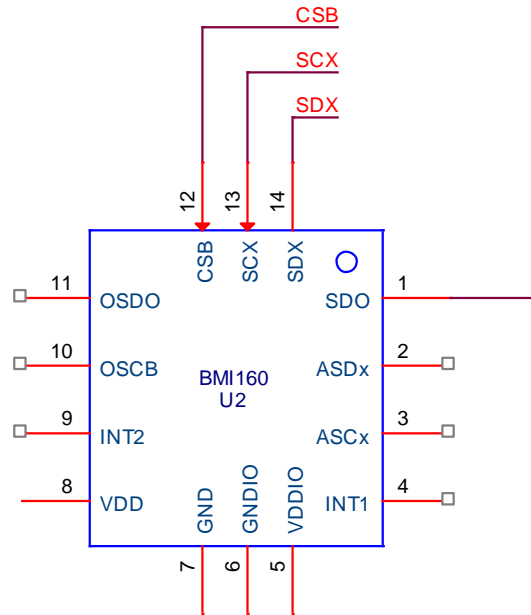 CSB
SCX
SDX
12
13
14
CSB
SCX
SDX
11
OSDO
SDO
1
10
OSCB
ASDx
2
BMI160
U2
9
INT2
ASCx
3
8
VDD
INT1
4
GND
GNDIO
VDDIO
7
6
5